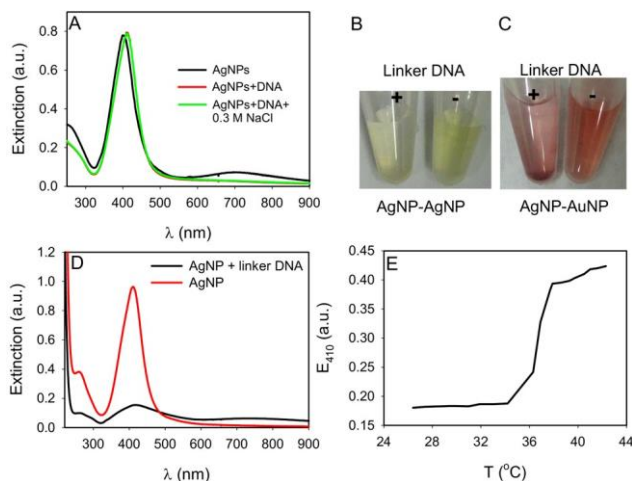 A
Extinction (a.u.)
0.8
0.6
0.4
0.2
0.0
AgNPs
AgNPs+DNA
AgNPs+DNA+
0.3 M NaCl
300 400 500 600 700 800 900
λ (nm)
B
Linker DNA
+ -
AgNP-AgNP
C
Linker DNA
+ -
AgNP-AuNP
D
Extinction (a.u.)
1.2
1.0
0.8
0.6
0.4
0.2
0.0
AgNP + linker DNA
AgNP
300 400 500 600 700 800 900
λ (nm)
E
E410 (a.u.)
0.45
0.40
0.35
0.30
0.25
0.20
0.15
24 28 32 36 40 44
T (oC)